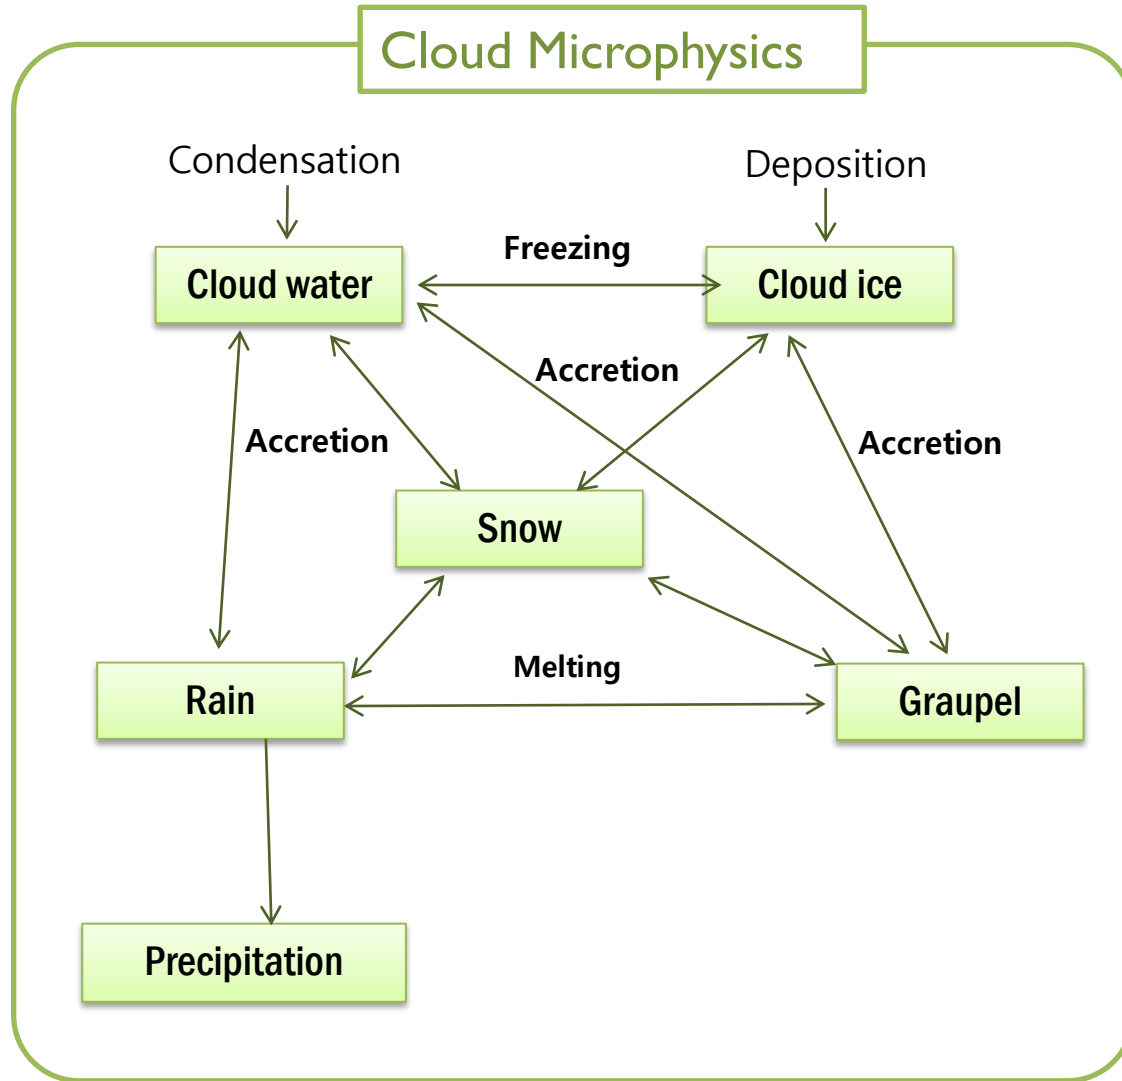 Cloud Microphysics
Condensation
Deposition
Freezing
Cloud water
Cloud ice
Accretion
Accretion
Accretion
Snow
Melting
Rain
Graupel
Precipitation